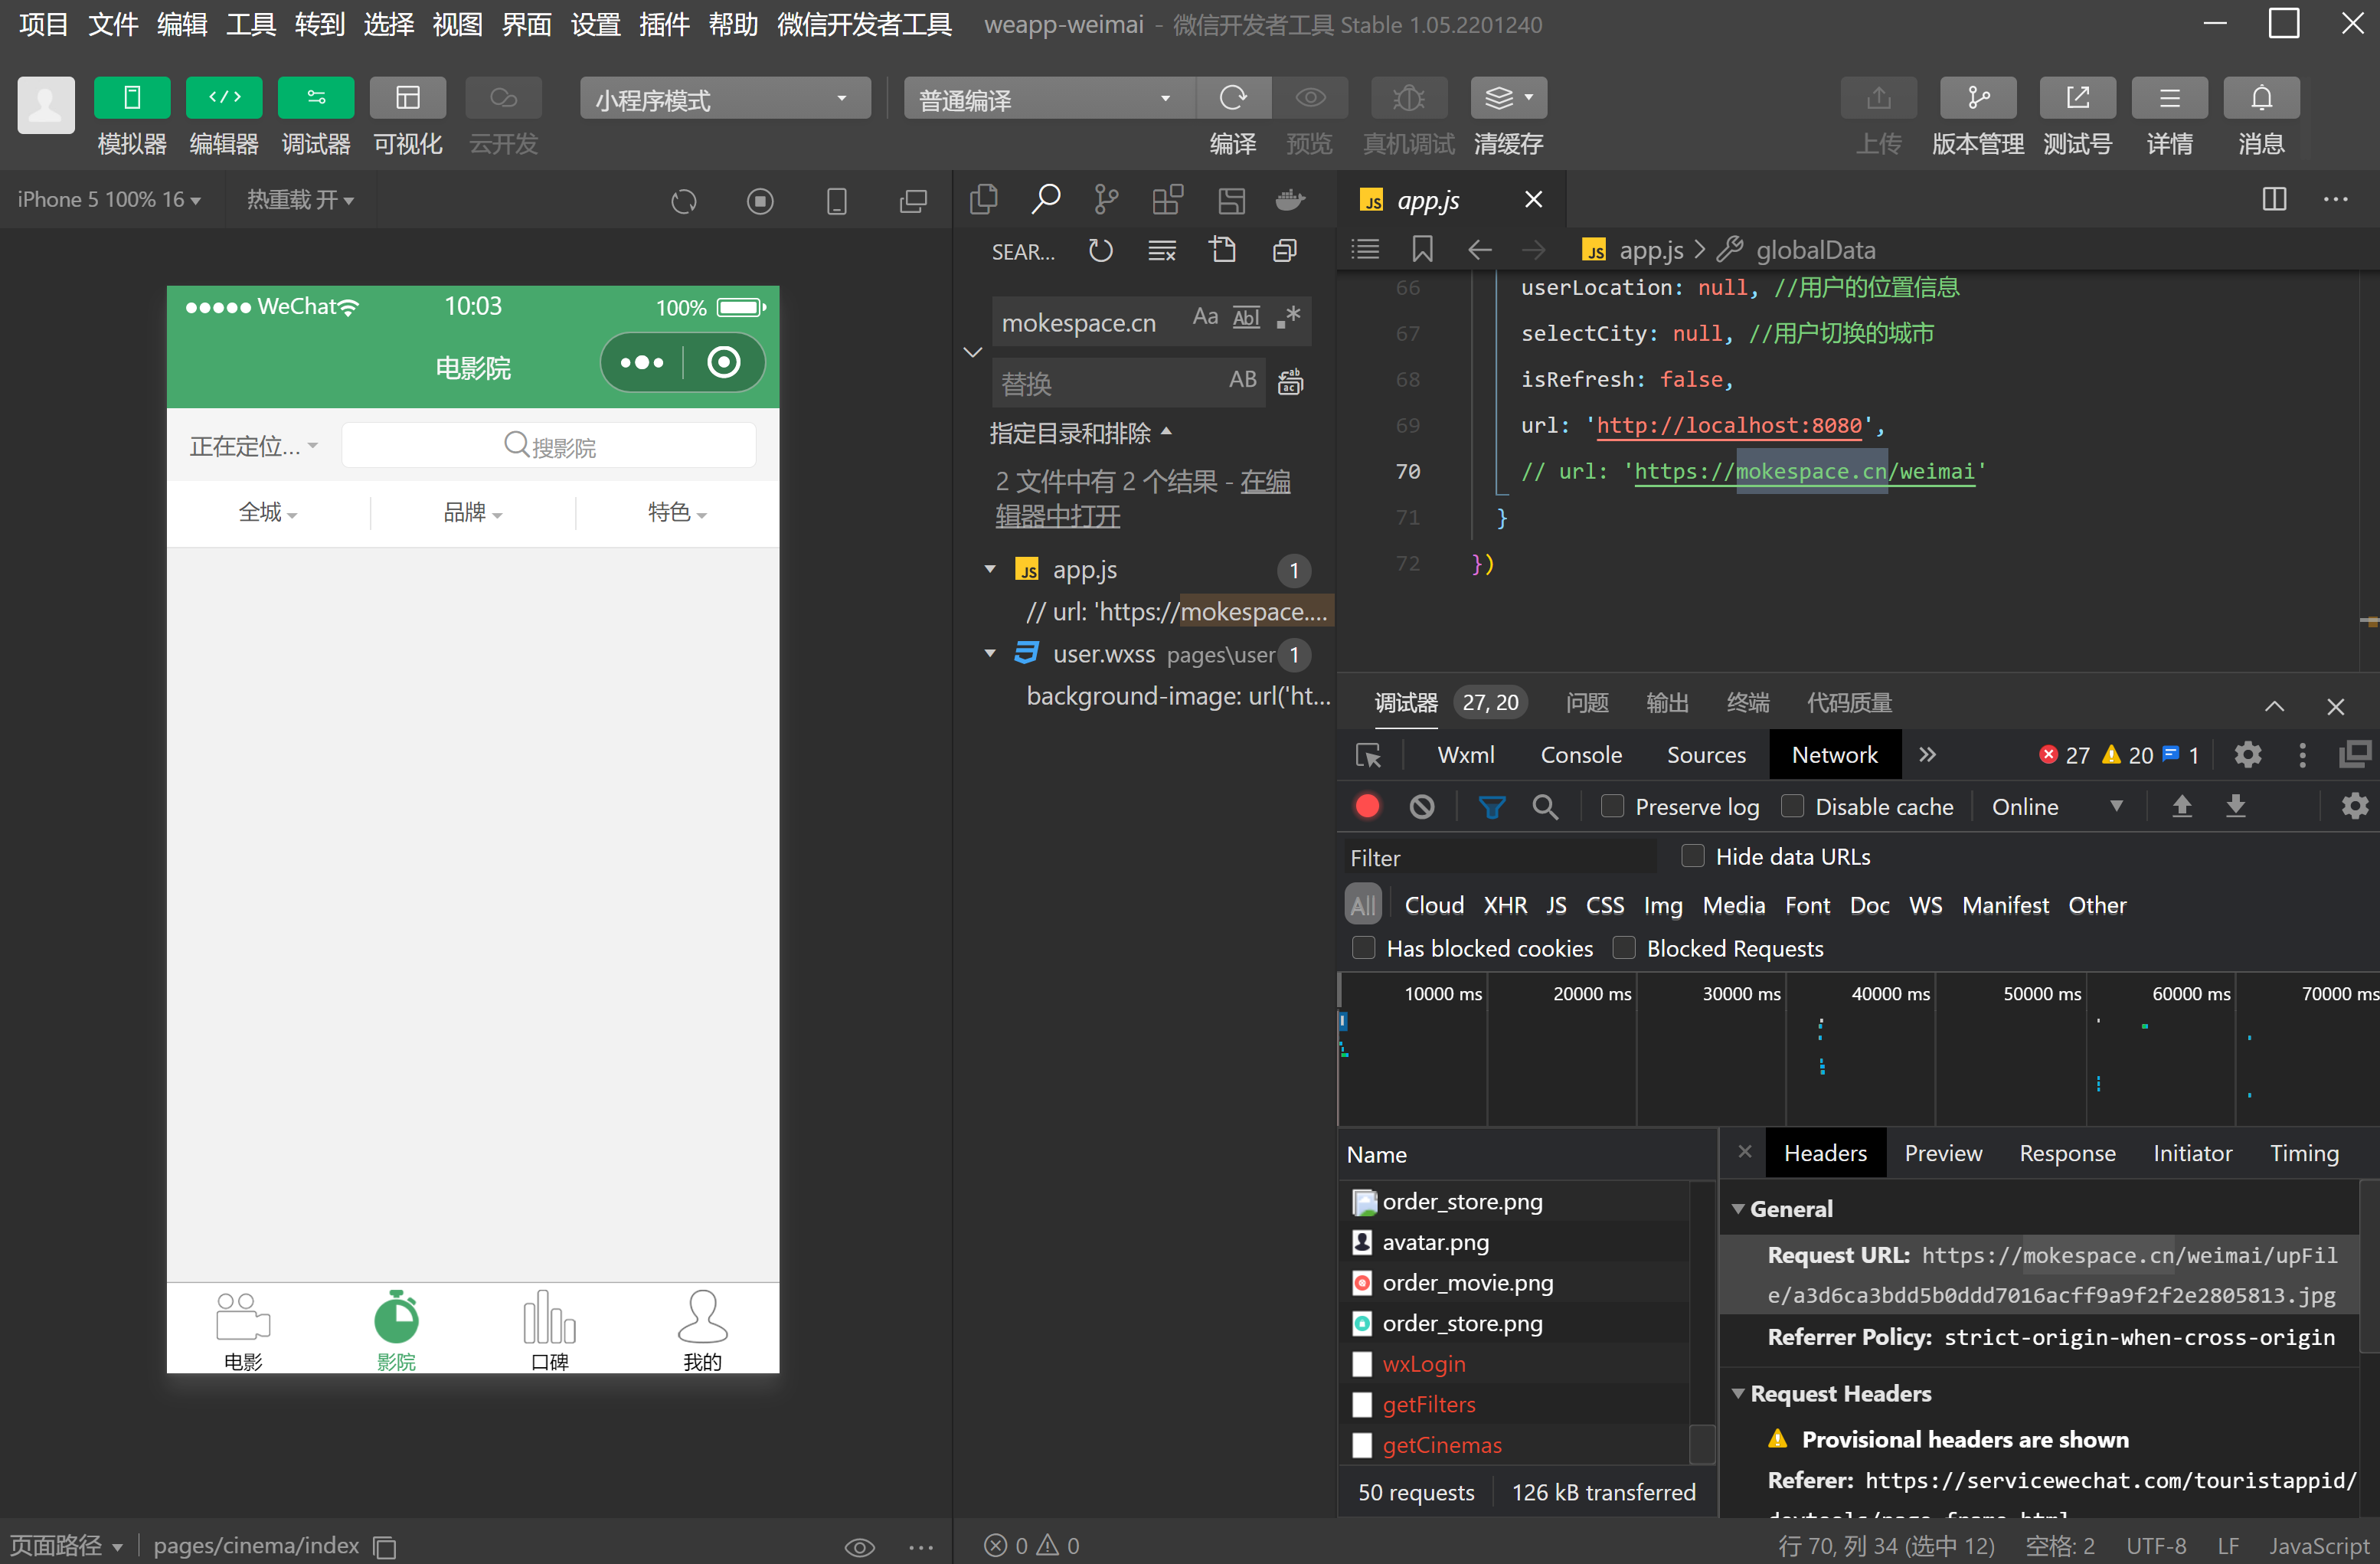 项目 文件 编辑 工具 转到 选择 视图 界面 设置 插件 帮助 微信开发者工具 weapp-weimai - 微信开发者工具 Stable 1.05.2201240
小程序模式 普通编译
模拟器 编辑器 调试器 可视化 云开发 编译 预览 真机调试 清缓存 上传 版本管理 测试号 详情 消息
iPhone 5 100% 16 热重载 开
WeChat 10:03 100%
电影院
正在定位... 搜影院
全城 品牌 特色
电影 影院 口碑 我的
页面路径 pages/cinema/index
SEAR...
mokespace.cn Aa Abl .*
替换 AB
指定目录和排除
2 文件中有 2 个结果 - 在编
辑器中打开
JS app.js 1
// url: 'https://mokespace....
user.wxss pages\user 1
background-image: url('ht...
0 0
JS app.js
JS app.js > globalData
66 userLocation: null, //用户的位置信息
67 selectCity: null, //用户切换的城市
68 isRefresh: false,
69 url: 'http://localhost:8080',
70 // url: 'https://mokespace.cn/weimai'
71 }
72 })
调试器 27, 20 问题 输出 终端 代码质量
Wxml Console Sources Network 27 20 1
Preserve log Disable cache Online
Filter Hide data URLs
All Cloud XHR JS CSS Img Media Font Doc WS Manifest Other
Has blocked cookies Blocked Requests
10000 ms 20000 ms 30000 ms 40000 ms 50000 ms 60000 ms 70000 ms
Name
order_store.png
avatar.png
order_movie.png
order_store.png
wxLogin
getFilters
getCinemas
50 requests 126 kB transferred
Headers Preview Response Initiator Timing
General
Request URL: https://mokespace.cn/weimai/upFil
e/a3d6ca3bdd5b0ddd7016acff9a9f2f2e2805813.jpg
Referrer Policy: strict-origin-when-cross-origin
Request Headers
Provisional headers are shown
Referer: https://servicewechat.com/touristappid/
行 70, 列 34 (选中 12) 空格: 2 UTF-8 LF JavaScript